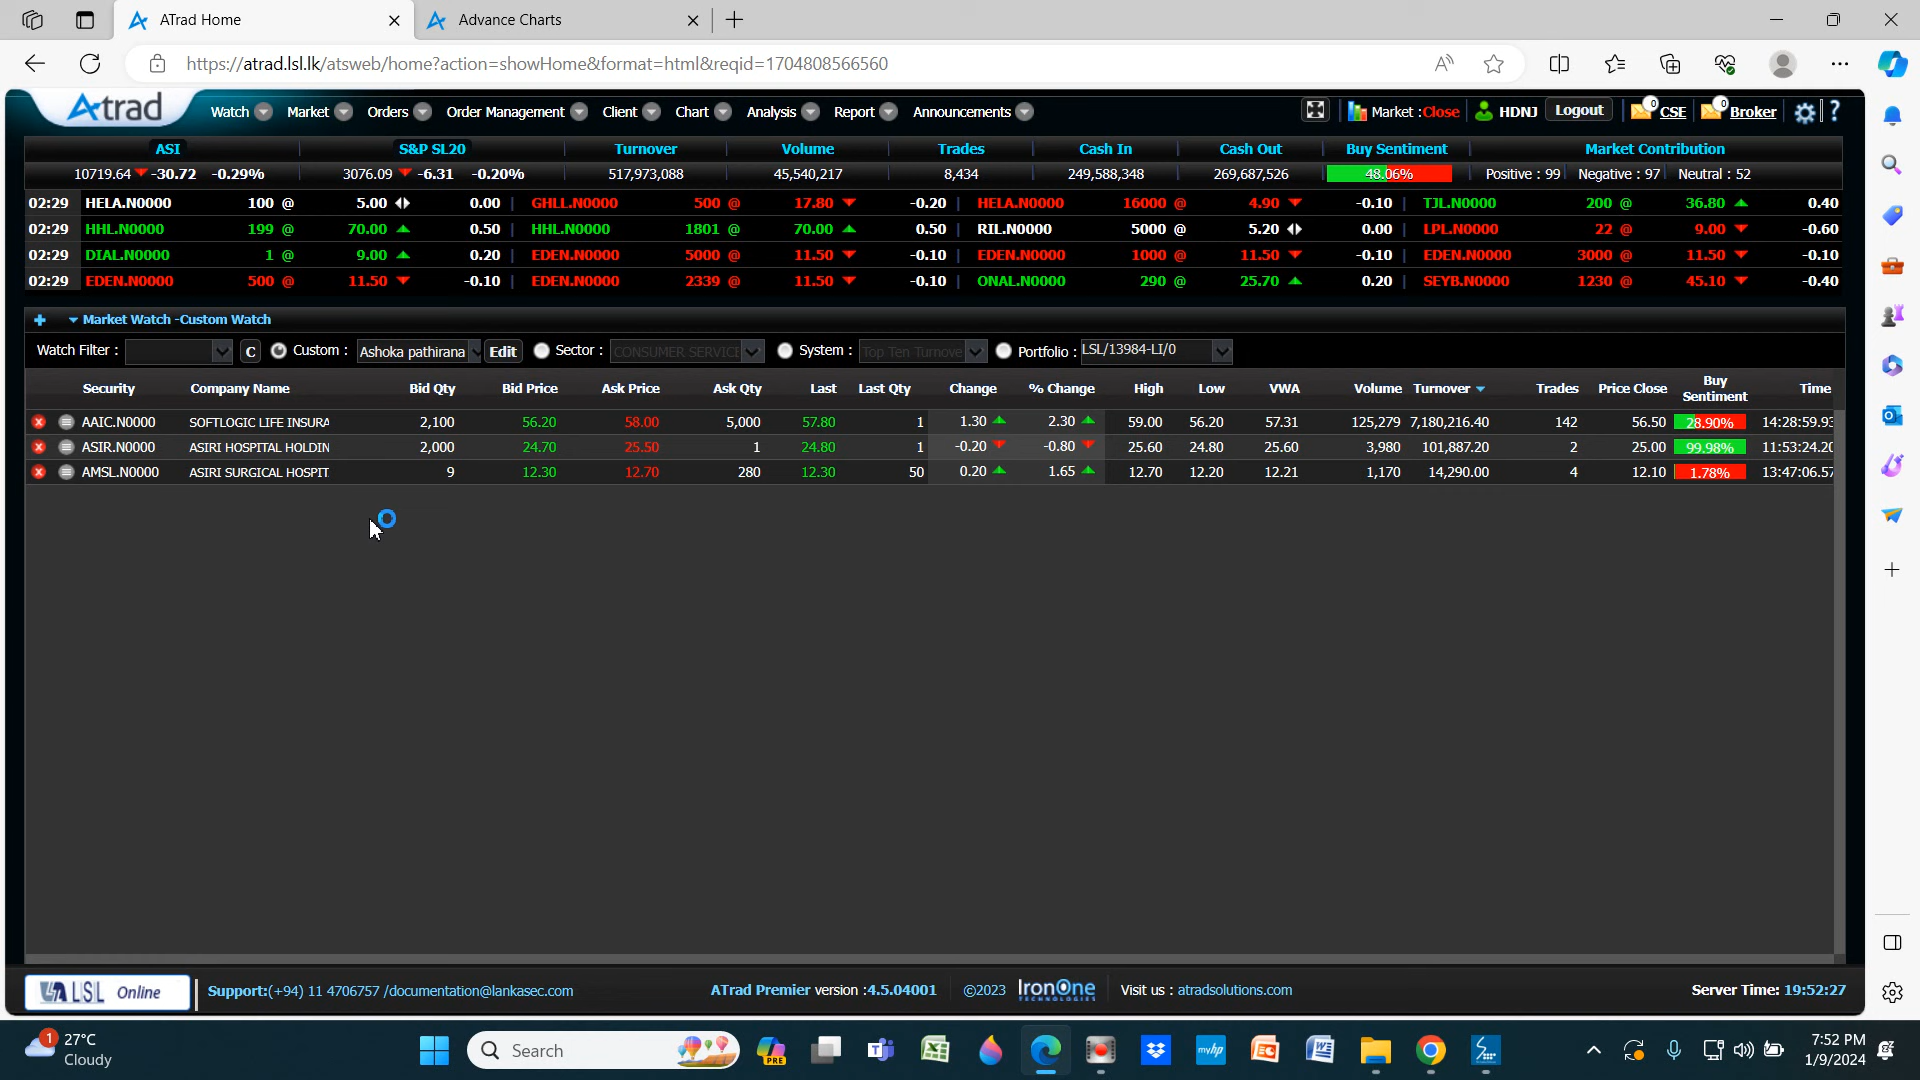 ATrad Home
Advance Charts
https://atrad.lsl.lk/atsweb/home?action=showHome&format=html&reqid=1704808566560
Atrad Watch Market Orders Order Management Client Chart Analysis Report Announcements Market :Close HDNJ Logout 0 CSE 0 Broker ?
ASI S&P SL20 Turnover Volume Trades Cash In Cash Out Buy Sentiment Market Contribution
10719.64 -30.72 -0.29% 3076.09 -6.31 -0.20% 517,973,088 45,540,217 8,434 249,588,348 269,687,526 48.06% Positive : 99 Negative : 97 Neutral : 52
02:29 HELA.N0000 100 @ 5.00 0.00 | GHLL.N0000 500 @ 17.80 -0.20 | HELA.N0000 16000 @ 4.90 -0.10 | TJL.N0000 200 @ 36.80 0.40
02:29 HHL.N0000 199 @ 70.00 0.50 | HHL.N0000 1801 @ 70.00 0.50 | RIL.N0000 5000 @ 5.20 0.00 | LPL.N0000 22 @ 9.00 -0.60
02:29 DIAL.N0000 1 @ 9.00 0.20 | EDEN.N0000 5000 @ 11.50 -0.10 | EDEN.N0000 1000 @ 11.50 -0.10 | EDEN.N0000 3000 @ 11.50 -0.10
02:29 EDEN.N0000 500 @ 11.50 -0.10 | EDEN.N0000 2339 @ 11.50 -0.10 | ONAL.N0000 290 @ 25.70 0.20 | SEYB.N0000 1230 @ 45.10 -0.40
Market Watch -Custom Watch
Watch Filter : C Custom : Ashoka pathirana Edit Sector : CONSUMER SERVICE System : Top Ten Turnove Portfolio : LSL/13984-LI/0
Security Company Name Bid Qty Bid Price Ask Price Ask Qty Last Last Qty Change % Change High Low VWA Volume Turnover Trades Price Close Buy Sentiment Time
AAIC.N0000 SOFTLOGIC LIFE INSURA 2,100 56.20 58.00 5,000 57.80 1 1.30 2.30 59.00 56.20 57.31 125,279 7,180,216.40 142 56.50 28.90% 14:28:59.93
ASIR.N0000 ASIRI HOSPITAL HOLDIN 2,000 24.70 25.50 1 24.80 1 -0.20 -0.80 25.60 24.80 25.60 3,980 101,887.20 2 25.00 99.98% 11:53:24.20
AMSL.N0000 ASIRI SURGICAL HOSPIT 9 12.30 12.70 280 12.30 50 0.20 1.65 12.70 12.20 12.21 1,170 14,290.00 4 12.10 1.78% 13:47:06.57
LSL Online Support:(+94) 11 4706757 /documentation@lankasec.com ATrad Premier version :4.5.04001 ©2023 IronOne TECHNOLOGIES Visit us : atradsolutions.com Server Time: 19:52:27
1 27°C
Cloudy
Search
PRE
myhp
7:52 PM
1/9/2024